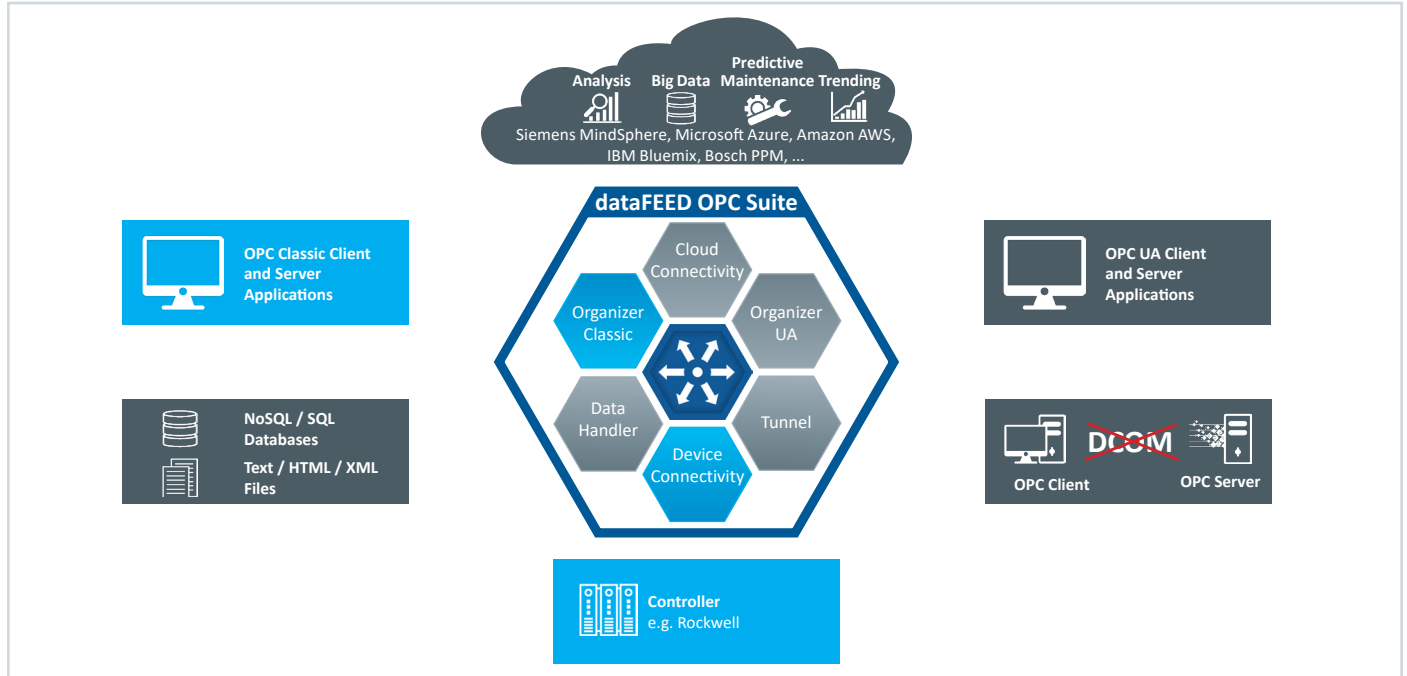 Analysis
Big Data
Predictive
Maintenance
Trending
Siemens MindSphere, Microsoft Azure, Amazon AWS,
IBM Bluemix, Bosch PPM, ...
dataFEED OPC Suite
OPC Classic Client
and Server
Applications
Cloud
Connectivity
OPC UA Client
and Server
Applications
Organizer
Classic
Organizer
UA
NoSQL / SQL
Databases
Text / HTML / XML
Files
Data
Handler
Tunnel
Device
Connectivity
DCOM
OPC Client
OPC Server
Controller
e.g. Rockwell